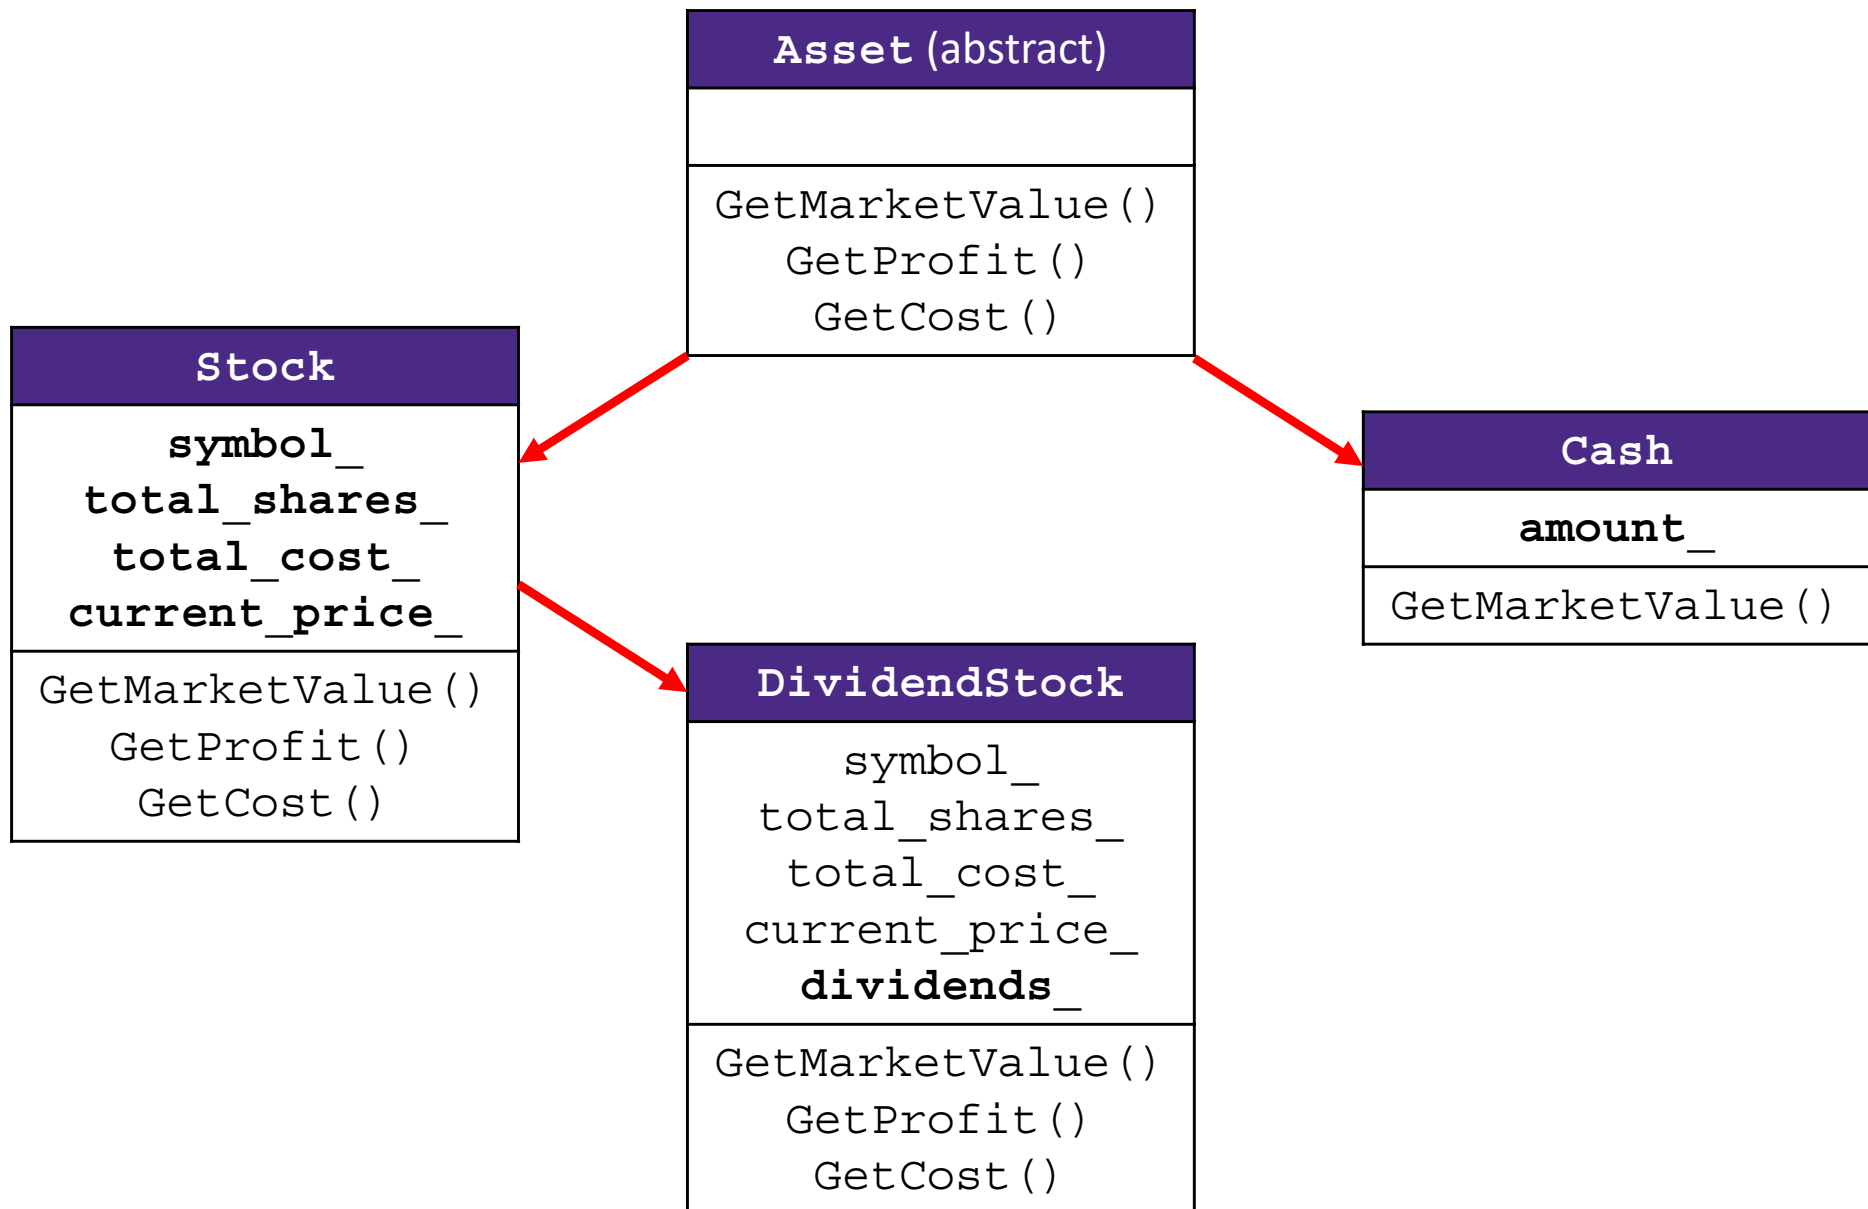 Asset (abstract)
GetMarketValue()
GetProfit()
GetCost()
Stock
symbol_
total_shares_
total_cost_
current_price_
GetMarketValue()
GetProfit()
GetCost()
Cash
amount_
GetMarketValue()
DividendStock
symbol_
total_shares_
total_cost_
current_price_
dividends_
GetMarketValue()
GetProfit()
GetCost()